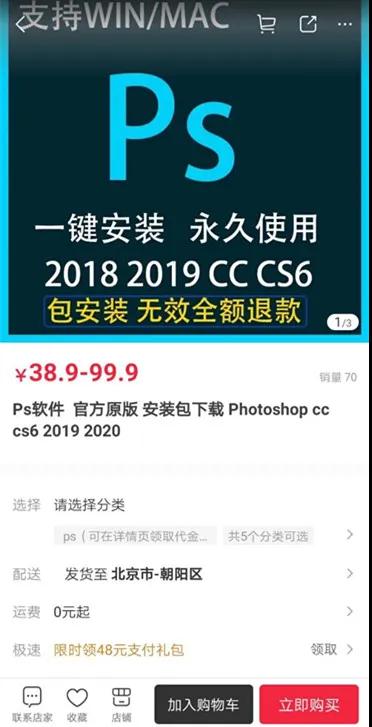 支持WIN/MAC
Ps
一键安装 永久使用
2018 2019 CC CS6
包安装 无效全额退款
1/3
￥38.9-99.9
销量 70
Ps软件 官方原版 安装包下载 Photoshop cc
cs6 2019 2020
选择 请选择分类
ps（可在详情页领取代金... 共5个分类可选
配送 发货至 北京市-朝阳区
运费 0元起
极速 限时领48元支付礼包 领取
联系店家 收藏 店铺 加入购物车 立即购买